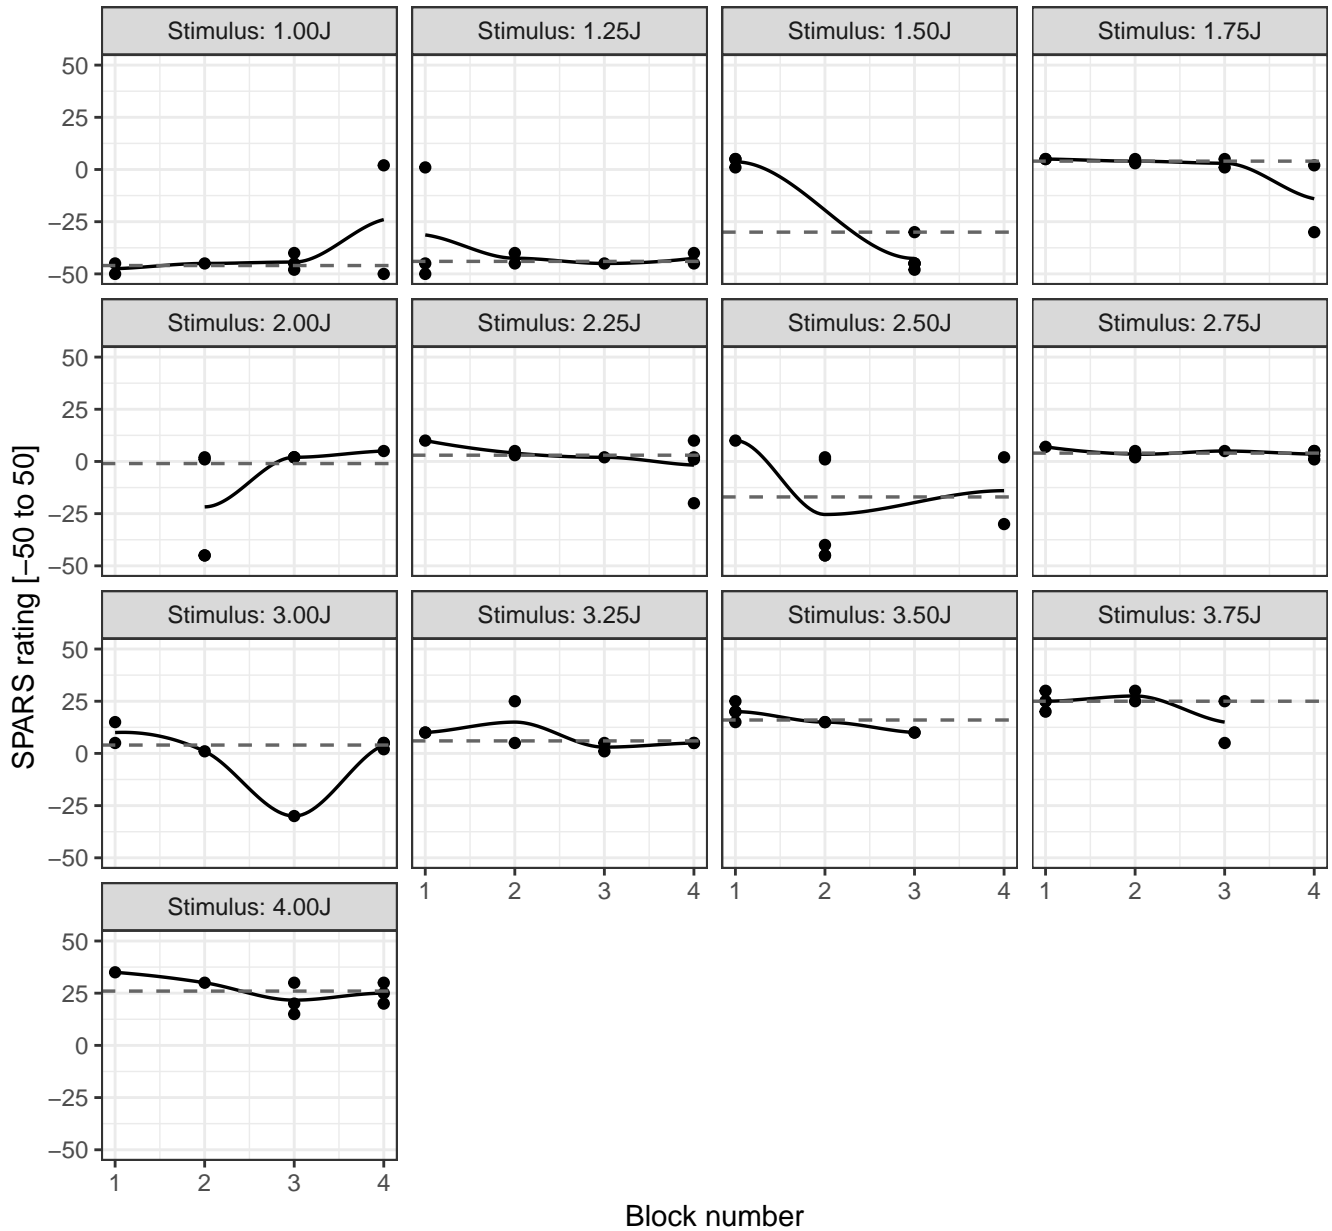 Stimulus: 1.00J
Stimulus: 1.25J
Stimulus: 1.50J
Stimulus: 1.75J
50
25
0
−25
−50
Stimulus: 2.00J
Stimulus: 2.25J
Stimulus: 2.50J
Stimulus: 2.75J
50
25
0
−25
−50
Stimulus: 3.00J
Stimulus: 3.25J
Stimulus: 3.50J
Stimulus: 3.75J
50
25
0
−25
−50
1 2 3 4
1 2 3 4
1 2 3 4
Stimulus: 4.00J
50
25
0
−25
−50
1 2 3 4
SPARS rating [−50 to 50]
Block number